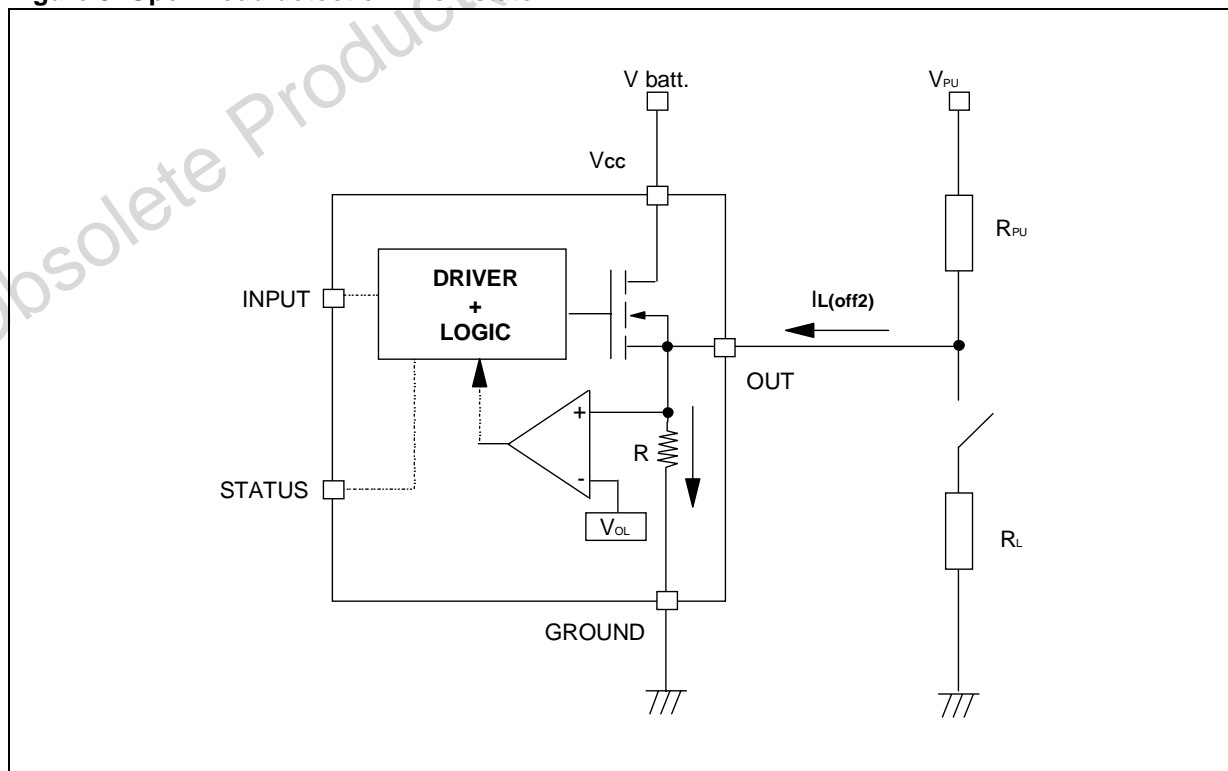 Obsolete Product
V batt.
VPU
Vcc
RPU
DRIVER
+
LOGIC
INPUT
IL(off2)
OUT
+
R
-
STATUS
VOL
RL
GROUND